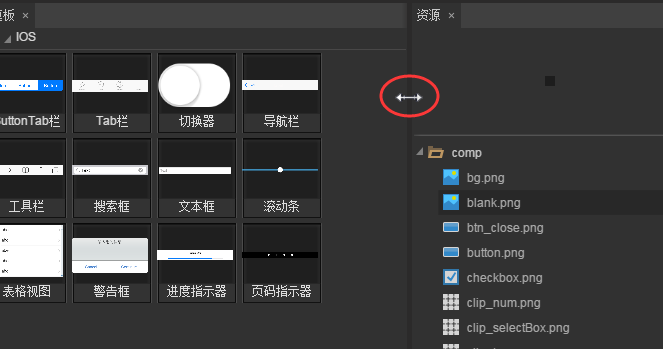 板 ×
IOS
ButtonTab栏
Tab栏
切换器
导航栏
工具栏
搜索框
文本框
滚动条
表格视图
警告框
进度指示器
页码指示器
资源 ×
comp
bg.png
blank.png
btn_close.png
button.png
checkbox.png
clip_num.png
clip_selectBox.png